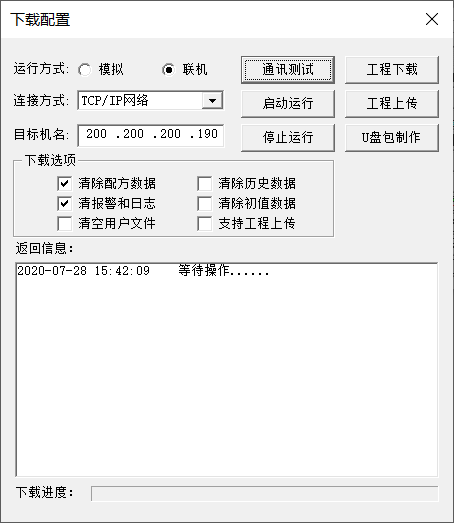 下载配置
运行方式: 模拟 联机 通讯测试 工程下载
连接方式: TCP/IP网络 启动运行 工程上传
目标机名: 200 .200 .200 .190 停止运行 U盘包制作
下载选项
清除配方数据 清除历史数据
清报警和日志 清除初值数据
清空用户文件 支持工程上传
返回信息:
2020-07-28 15:42:09 等待操作......
下载进度: